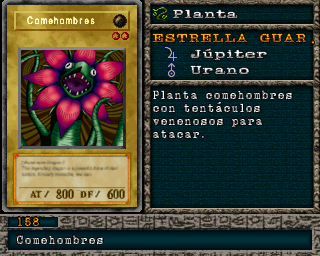 Comehombres
AT/ 800 DF/ 600
Planta
ESTRELLA GUAR.
Júpiter
Urano
Planta comehombres
con tentáculos
venenosos para
atacar.
158
Comehombres